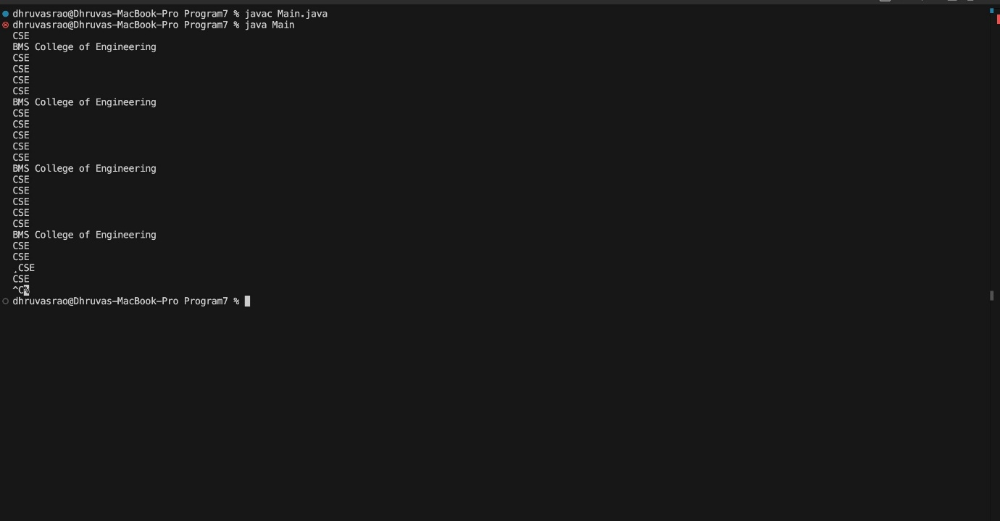 dhruvasrao@Dhruvas-MacBook-Pro Program7 % javac Main.java
dhruvasrao@Dhruvas-MacBook-Pro Program7 % java Main
CSE
BMS College of Engineering
CSE
CSE
CSE
CSE
BMS College of Engineering
CSE
CSE
CSE
CSE
CSE
BMS College of Engineering
CSE
CSE
CSE
CSE
CSE
BMS College of Engineering
CSE
CSE
¸CSE
CSE
^C%
dhruvasrao@Dhruvas-MacBook-Pro Program7 %